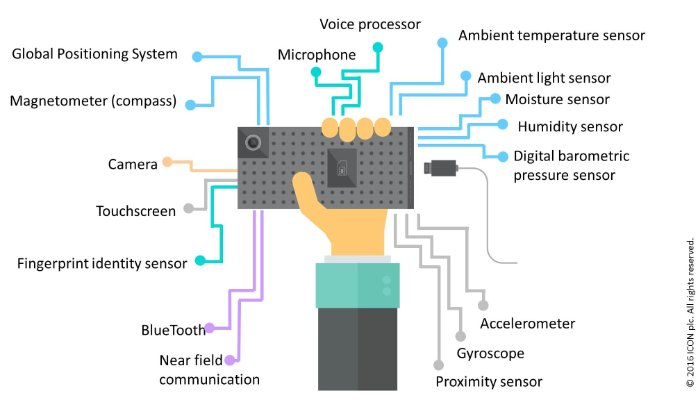 Voice processor
Global Positioning System
Microphone
Ambient temperature sensor
Magnetometer (compass)
Ambient light sensor
Moisture sensor
Humidity sensor
Camera
Digital barometric
pressure sensor
Touchscreen
Fingerprint identity sensor
BlueTooth
Near field
communication
Accelerometer
Gyroscope
Proximity sensor
© 2016 ICON plc. All rights reserved.